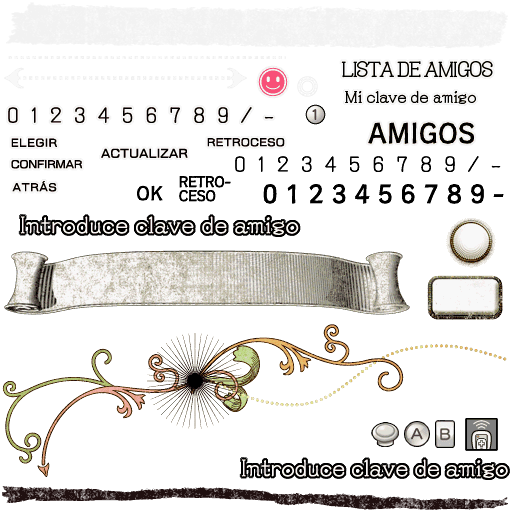 LISTA DE AMIGOS
Mi clave de amigo
0 1 2 3 4 5 6 7 8 9 / -
1
AMIGOS
ELEGIR
ACTUALIZAR
RETROCESO
CONFIRMAR
0 1 2 3 4 5 6 7 8 9 / -
ATRÁS
OK
RETRO-
CESO
0 1 2 3 4 5 6 7 8 9 -
Introduce clave de amigo
A
B
Introduce clave de amigo